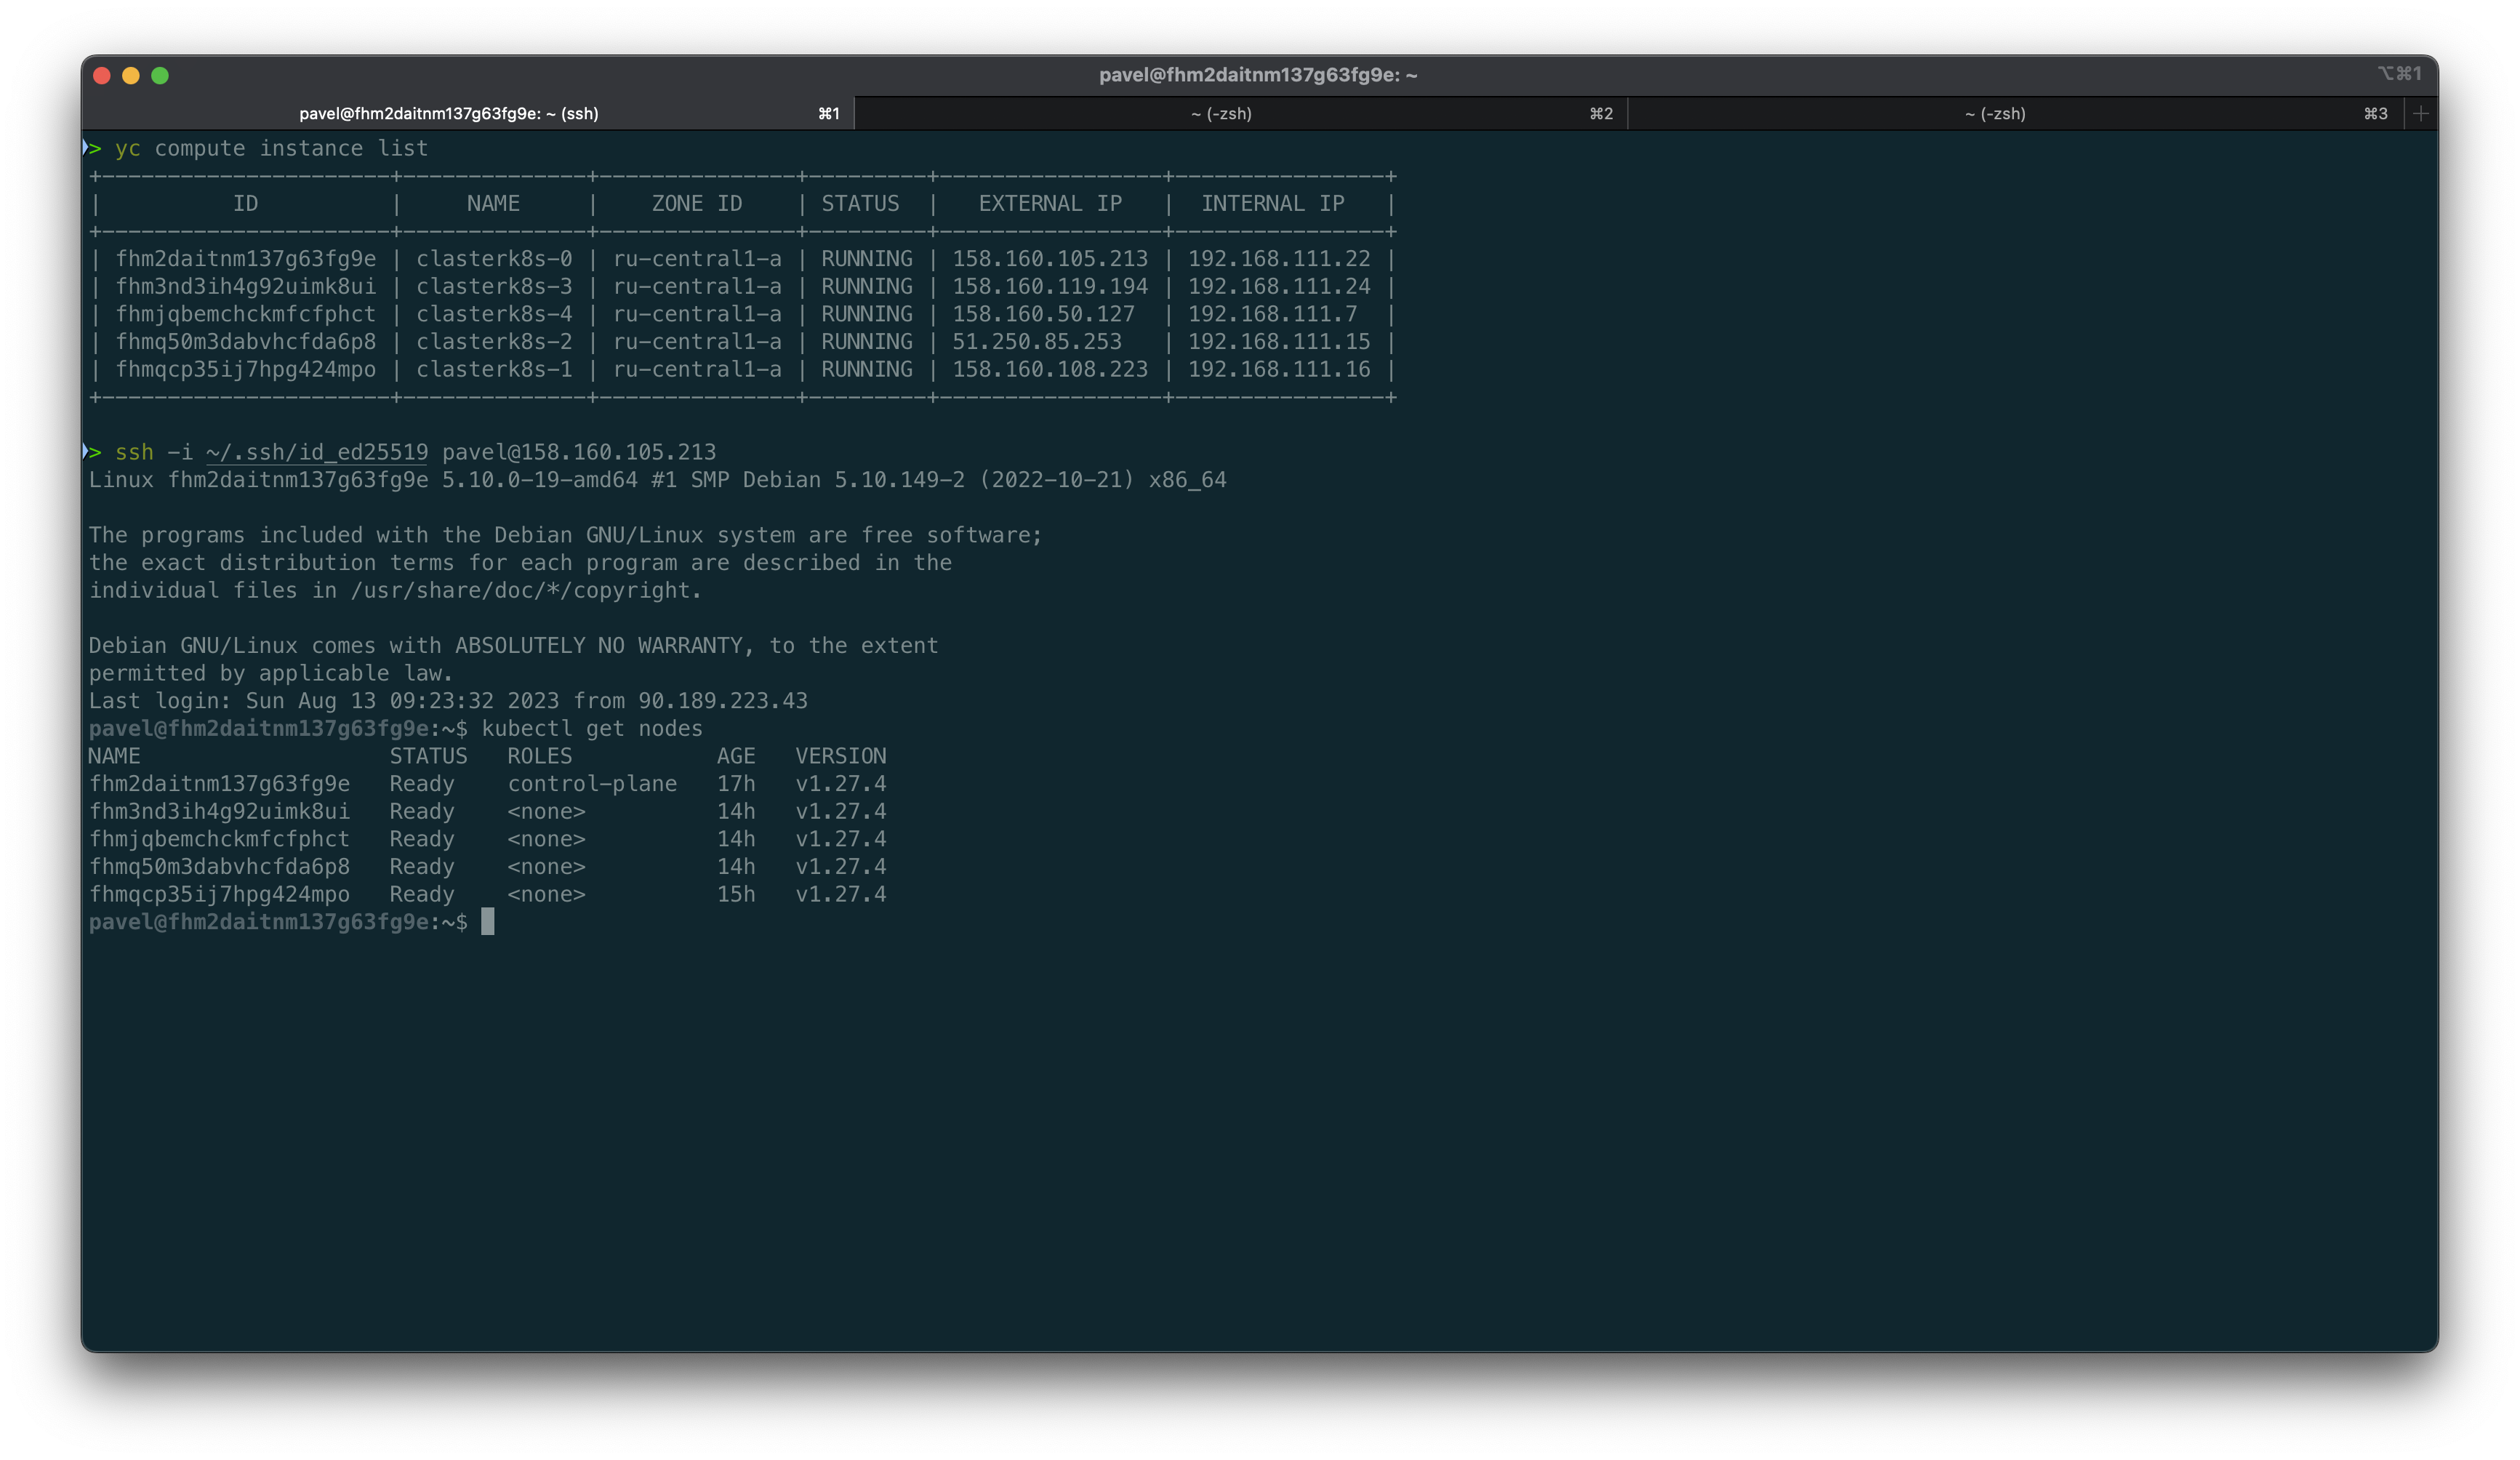 pavel@fhm2daitnm137g63fg9e: ~
⌥⌘1
pavel@fhm2daitnm137g63fg9e: ~ (ssh) ⌘1 ~ (-zsh) ⌘2 ~ (-zsh) ⌘3 +
> yc compute instance list
+----------------------+--------------+---------------+---------+-----------------+----------------+
|          ID          |     NAME     |    ZONE ID    | STATUS  |   EXTERNAL IP   |  INTERNAL IP   |
+----------------------+--------------+---------------+---------+-----------------+----------------+
| fhm2daitnm137g63fg9e | clasterk8s-0 | ru-central1-a | RUNNING | 158.160.105.213 | 192.168.111.22 |
| fhm3nd3ih4g92uimk8ui | clasterk8s-3 | ru-central1-a | RUNNING | 158.160.119.194 | 192.168.111.24 |
| fhmjqbemchckmfcfphct | clasterk8s-4 | ru-central1-a | RUNNING | 158.160.50.127  | 192.168.111.7  |
| fhmq50m3dabvhcfda6p8 | clasterk8s-2 | ru-central1-a | RUNNING | 51.250.85.253   | 192.168.111.15 |
| fhmqcp35ij7hpg424mpo | clasterk8s-1 | ru-central1-a | RUNNING | 158.160.108.223 | 192.168.111.16 |
+----------------------+--------------+---------------+---------+-----------------+----------------+
> ssh -i ~/.ssh/id_ed25519 pavel@158.160.105.213
Linux fhm2daitnm137g63fg9e 5.10.0-19-amd64 #1 SMP Debian 5.10.149-2 (2022-10-21) x86_64
The programs included with the Debian GNU/Linux system are free software;
the exact distribution terms for each program are described in the
individual files in /usr/share/doc/*/copyright.
Debian GNU/Linux comes with ABSOLUTELY NO WARRANTY, to the extent
permitted by applicable law.
Last login: Sun Aug 13 09:23:32 2023 from 90.189.223.43
pavel@fhm2daitnm137g63fg9e:~$ kubectl get nodes
NAME                   STATUS   ROLES           AGE   VERSION
fhm2daitnm137g63fg9e   Ready    control-plane   17h   v1.27.4
fhm3nd3ih4g92uimk8ui   Ready    <none>          14h   v1.27.4
fhmjqbemchckmfcfphct   Ready    <none>          14h   v1.27.4
fhmq50m3dabvhcfda6p8   Ready    <none>          14h   v1.27.4
fhmqcp35ij7hpg424mpo   Ready    <none>          15h   v1.27.4
pavel@fhm2daitnm137g63fg9e:~$